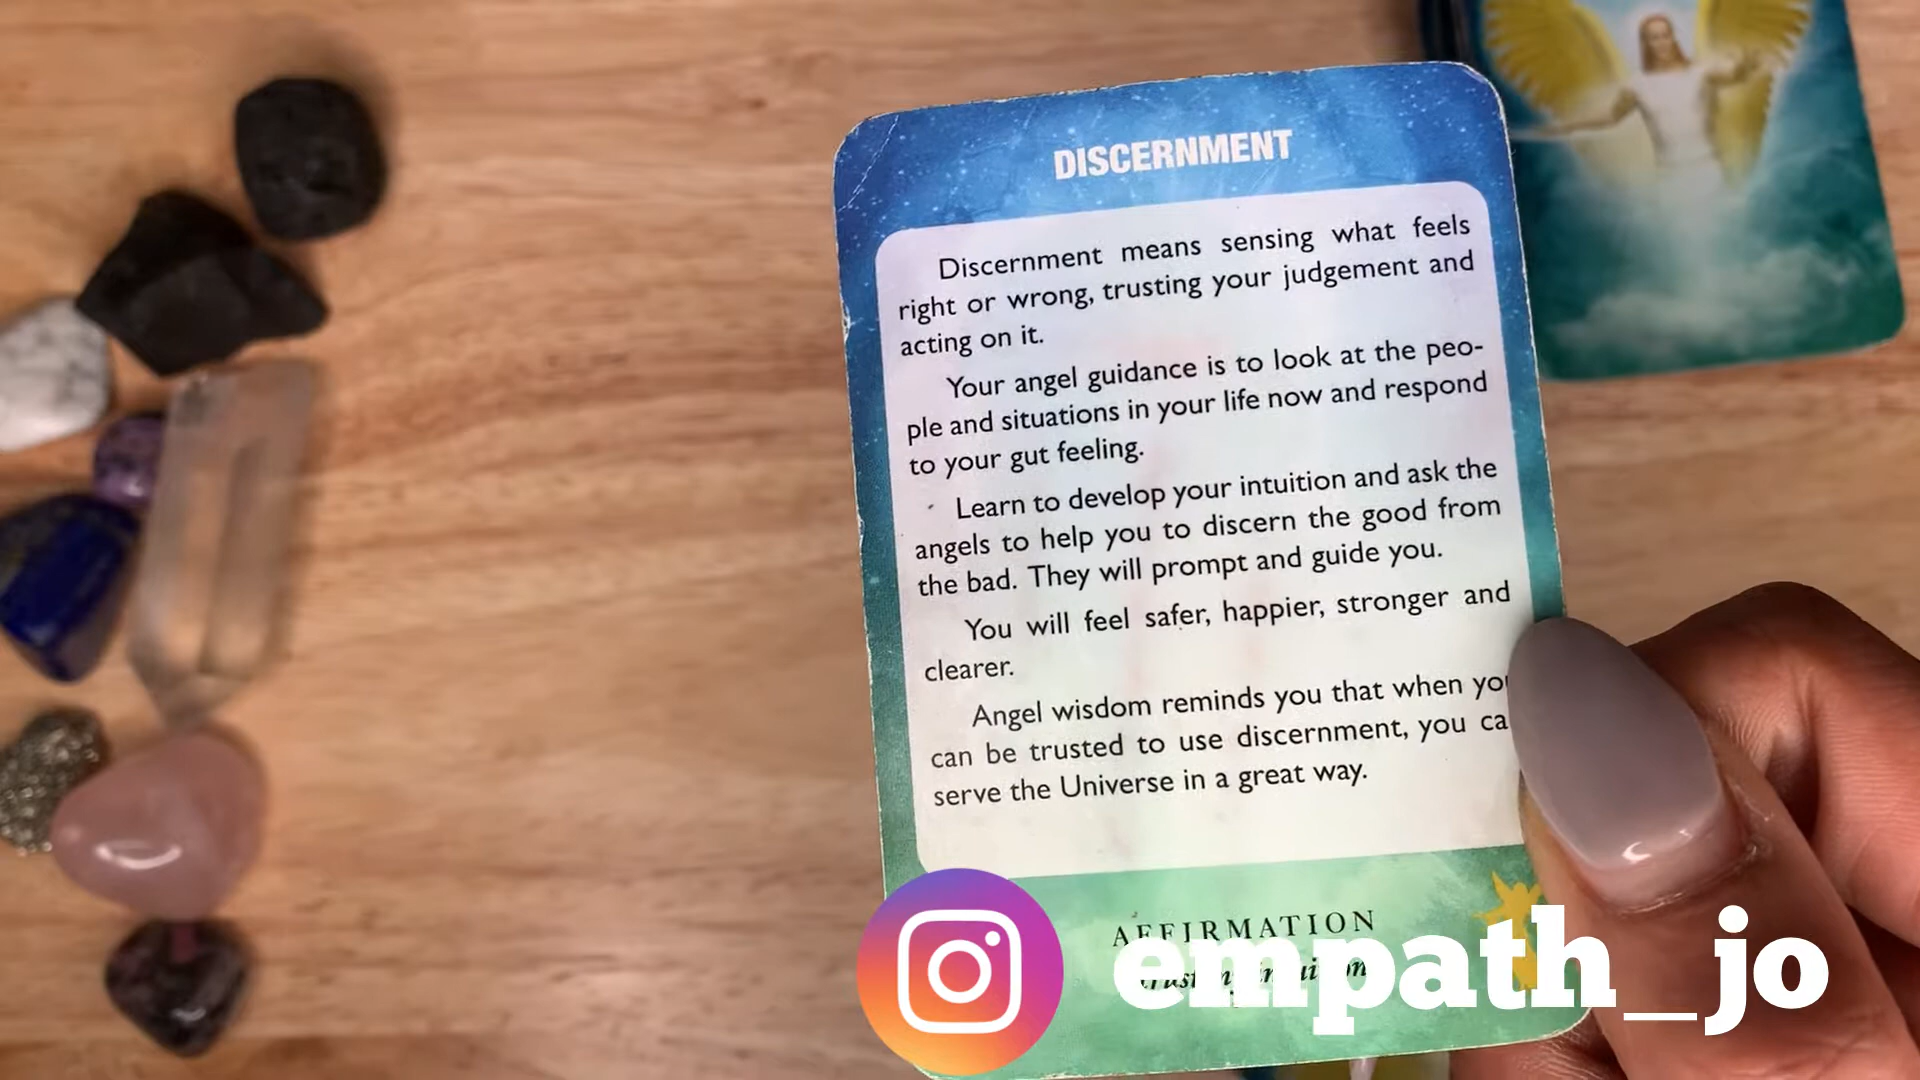 DISCERNMENT
Discernment means sensing what feels
right or wrong, trusting your judgement and
acting on it.
Your angel guidance is to look at the peo-
ple and situations in your life now and respond
to your gut feeling.
Learn to develop your intuition and ask the
angels to help you to discern the good from
the bad. They will prompt and guide you.
You will feel safer, happier, stronger and
clearer.
Angel wisdom reminds you that when
can be trusted to use discernment, you
serve the Universe in a great way.
AFFIRMATION
empath_jo